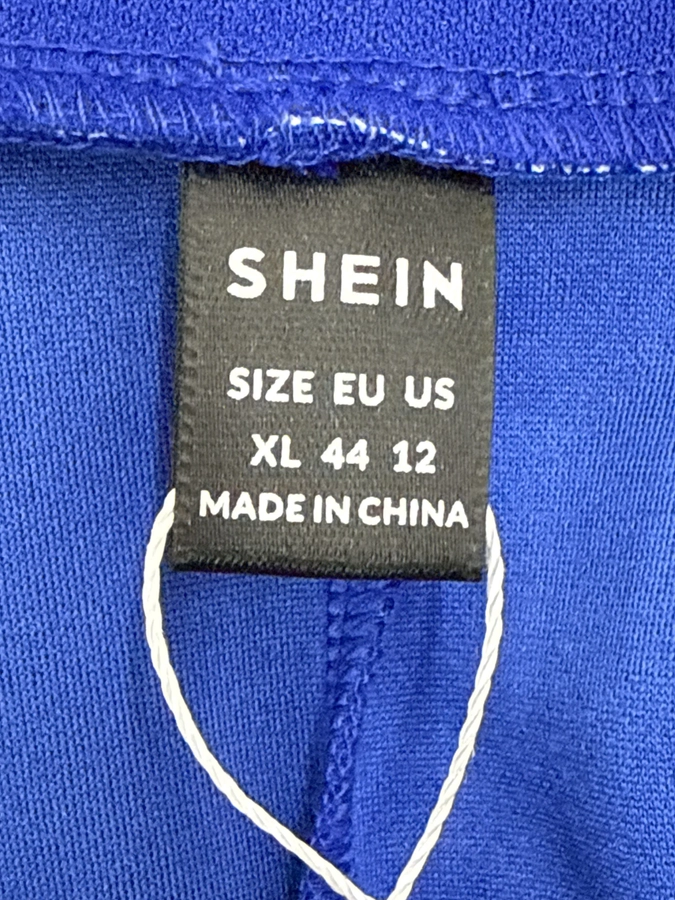 SHEIN
SIZE EU US
XL 44 12
MADE IN CHINA